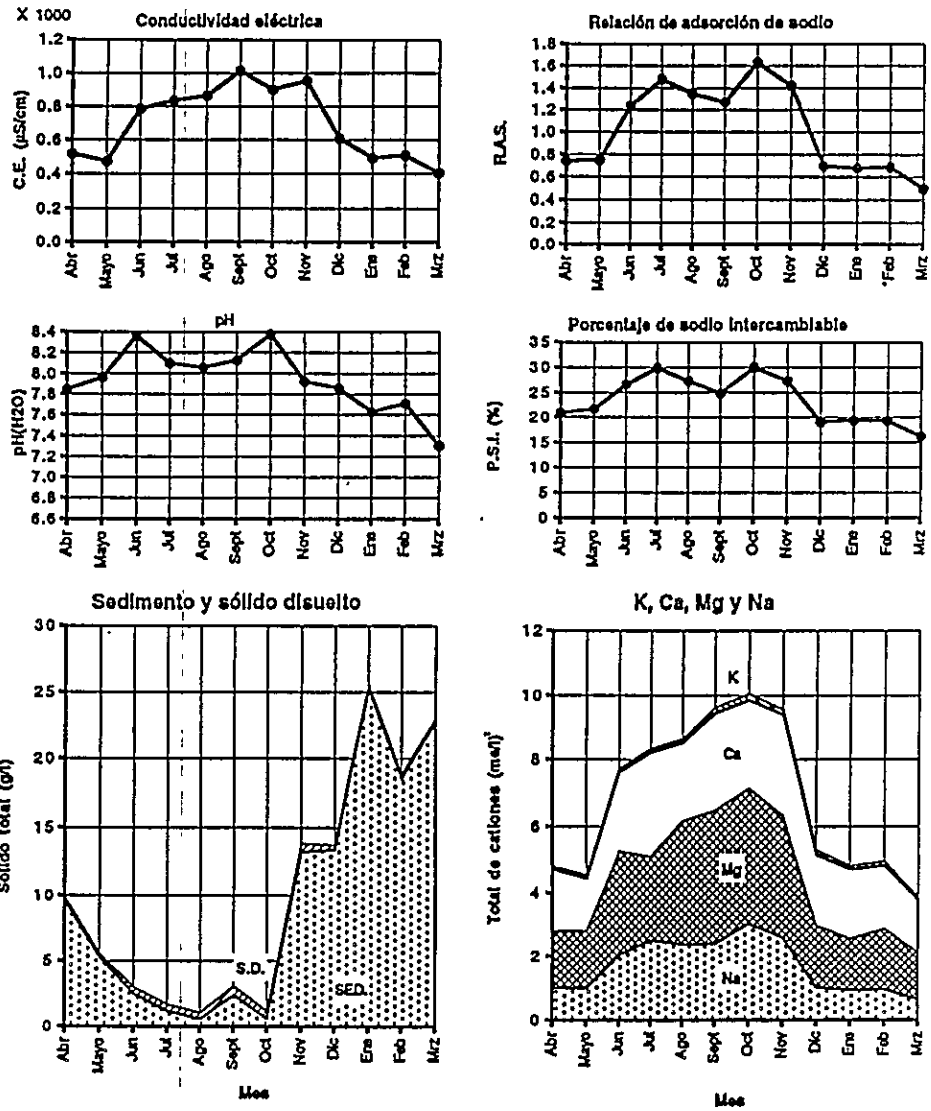 X 1000
Conductividad eléctrica
C.E. (µS/cm)
1.2
1.0
0.8
0.6
0.4
0.2
0.0
Abr Mayo Jun Jul Ago Sept Oct Nov Dic Ene Feb Mrz
Relación de adsorción de sodio
R.A.S.
1.8
1.6
1.4
1.2
1.0
0.8
0.6
0.4
0.2
0.0
Abr Mayo Jun Jul Ago Sept Oct Nov Dic Ene Feb Mrz
pH
pH(H2O)
8.4
8.2
8.0
7.8
7.6
7.4
7.2
7.0
6.8
6.6
Abr Mayo Jun Jul Ago Sept Oct Nov Dic Ene Feb Mrz
Porcentaje de sodio intercambiable
P.S.I. (%)
35
30
25
20
15
10
5
0
Abr Mayo Jun Jul Ago Sept Oct Nov Dic Ene Feb Mrz
Sedimento y sólido disuelto
Sólido Total (g/l)
30
25
20
15
10
5
0
S.D.
SED.
Abr Mayo Jun Jul Ago Sept Oct Nov Dic Ene Feb Mrz
Mes
K, Ca, Mg y Na
Total de cationes (me/l)
12
10
8
6
4
2
0
K
Ca
Mg
Na
Abr Mayo Jun Jul Ago Sept Oct Nov Dic Ene Feb Mrz
Mes